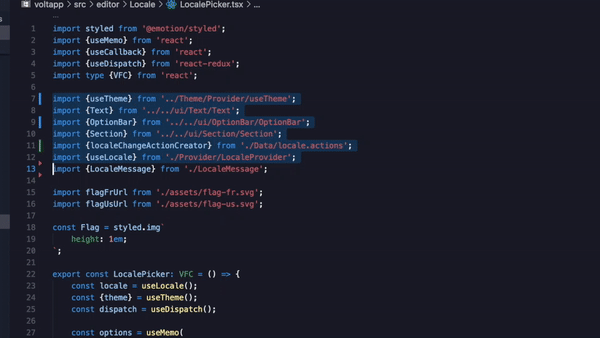 voltapp > src > editor > Locale > LocalePicker.tsx > ...
1 import styled from '@emotion/styled';
2 import {useMemo} from 'react';
3 import {useCallback} from 'react';
4 import {useDispatch} from 'react-redux';
5 import type {VFC} from 'react';
6
7 import {useTheme} from '../Theme/Provider/useTheme';
8 import {Text} from '../../ui/Text/Text';
9 import {OptionBar} from '../../ui/OptionBar/OptionBar';
10 import {Section} from '../../ui/Section/Section';
11 import {localeChangeActionCreator} from './Data/locale.actions';
12 import {useLocale} from './Provider/LocaleProvider';
13 import {LocaleMessage} from './LocaleMessage';
14
15 import flagFrUrl from './assets/flag-fr.svg';
16 import flagUsUrl from './assets/flag-us.svg';
17
18 const Flag = styled.img`
19 height: 1em;
20 `;
21
22 export const LocalePicker: VFC = () => {
23 const locale = useLocale();
24 const {theme} = useTheme();
25 const dispatch = useDispatch();
26
27 const options = useMemo(